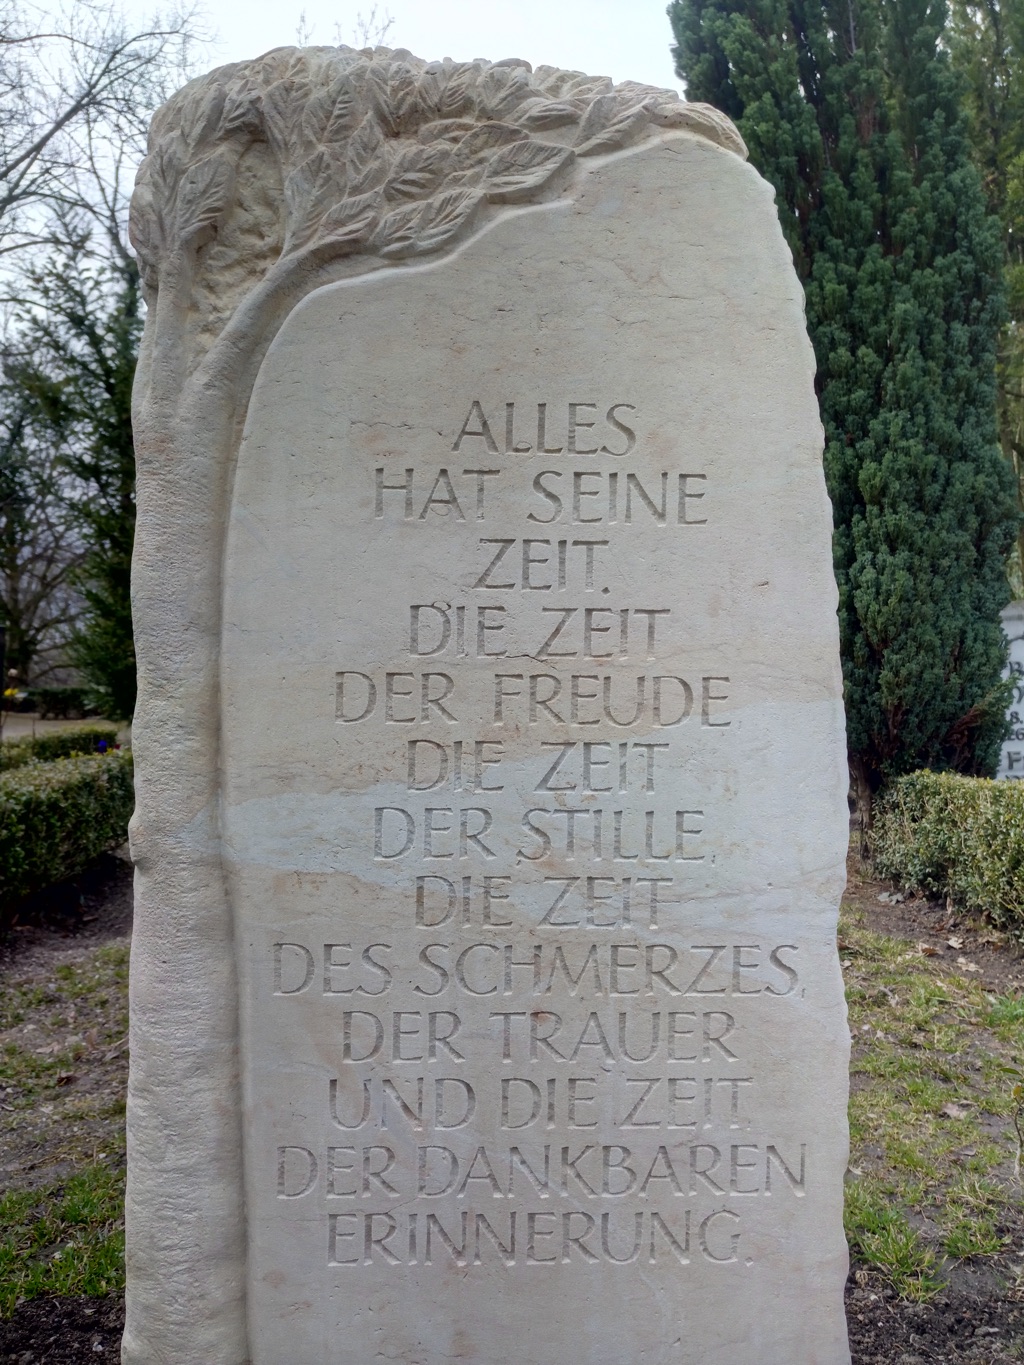 ALLES
HAT SEINE
ZEIT.
DIE ZEIT
DER FREUDE
DIE ZEIT
DER STILLE
DIE ZEIT
DES SCHMERZES,
DER TRAUER
UND DIE ZEIT
DER DANKBAREN
ERINNERUNG.